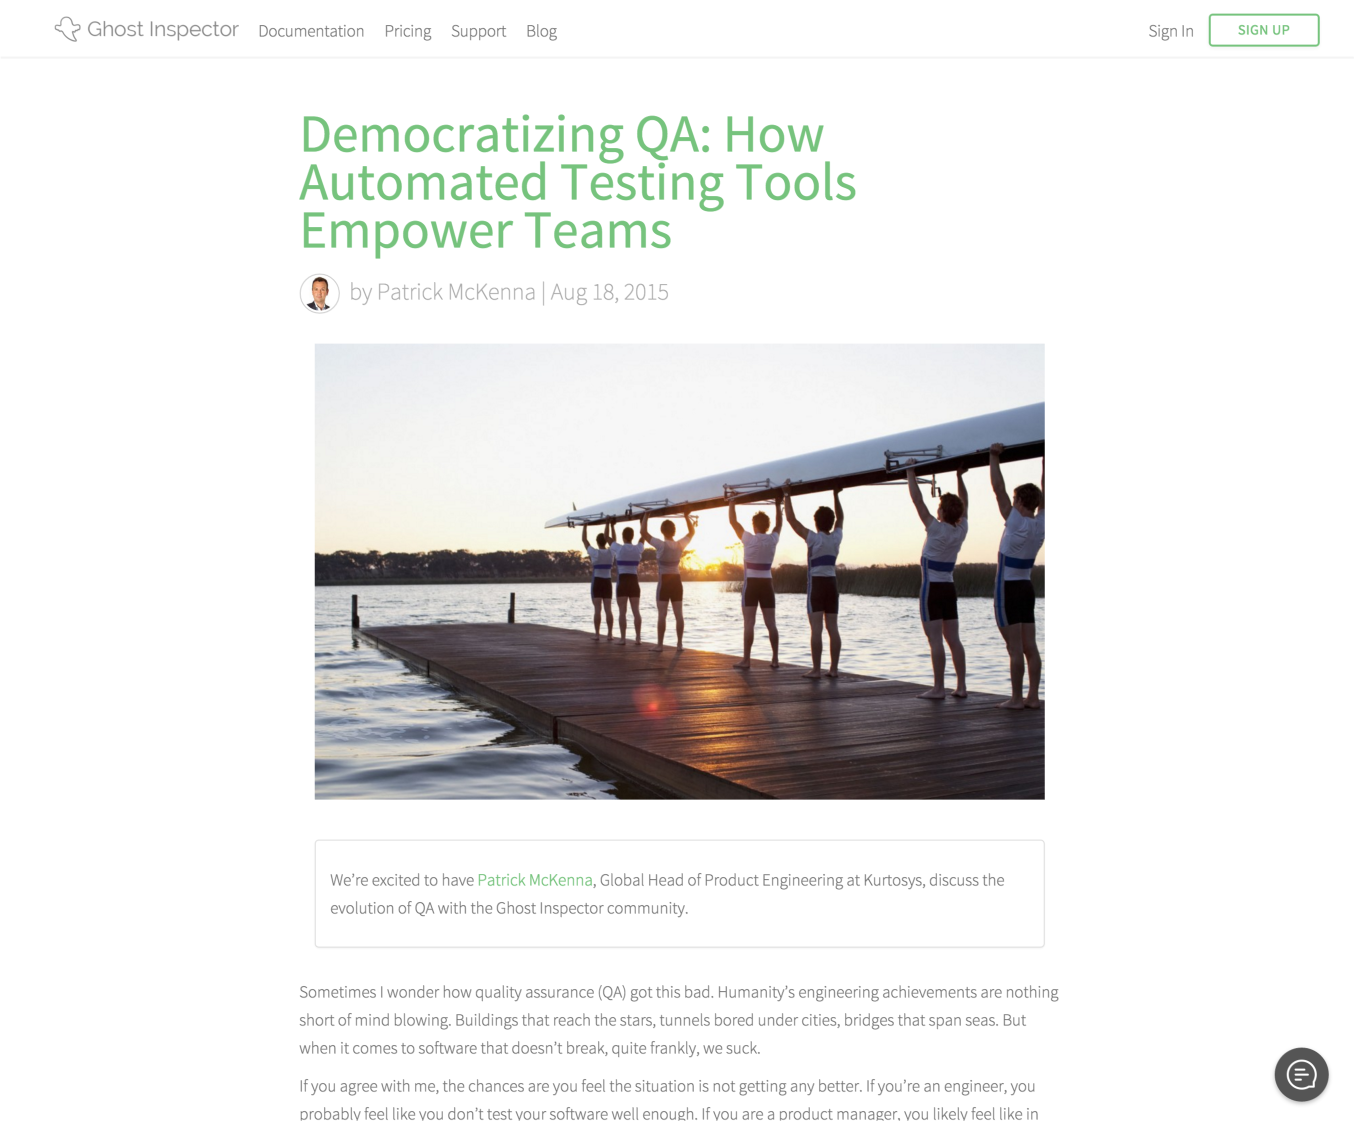 Ghost Inspector Documentation Pricing Support Blog Sign In SIGN UP
Democratizing QA: How
Automated Testing Tools
Empower Teams
by Patrick McKenna | Aug 18, 2015
We’re excited to have Patrick McKenna, Global Head of Product Engineering at Kurtosys, discuss the
evolution of QA with the Ghost Inspector community.
Sometimes I wonder how quality assurance (QA) got this bad. Humanity’s engineering achievements are nothing
short of mind blowing. Buildings that reach the stars, tunnels bored under cities, bridges that span seas. But
when it comes to software that doesn’t break, quite frankly, we suck.
If you agree with me, the chances are you feel the situation is not getting any better. If you’re an engineer, you
probably feel like you don’t test your software well enough. If you are a product manager, you likely feel like in